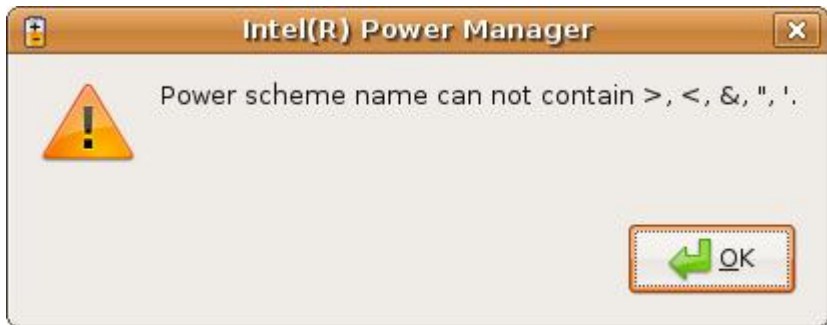 Intel(R) Power Manager
Power scheme name can not contain >, <, &, ", '.
OK